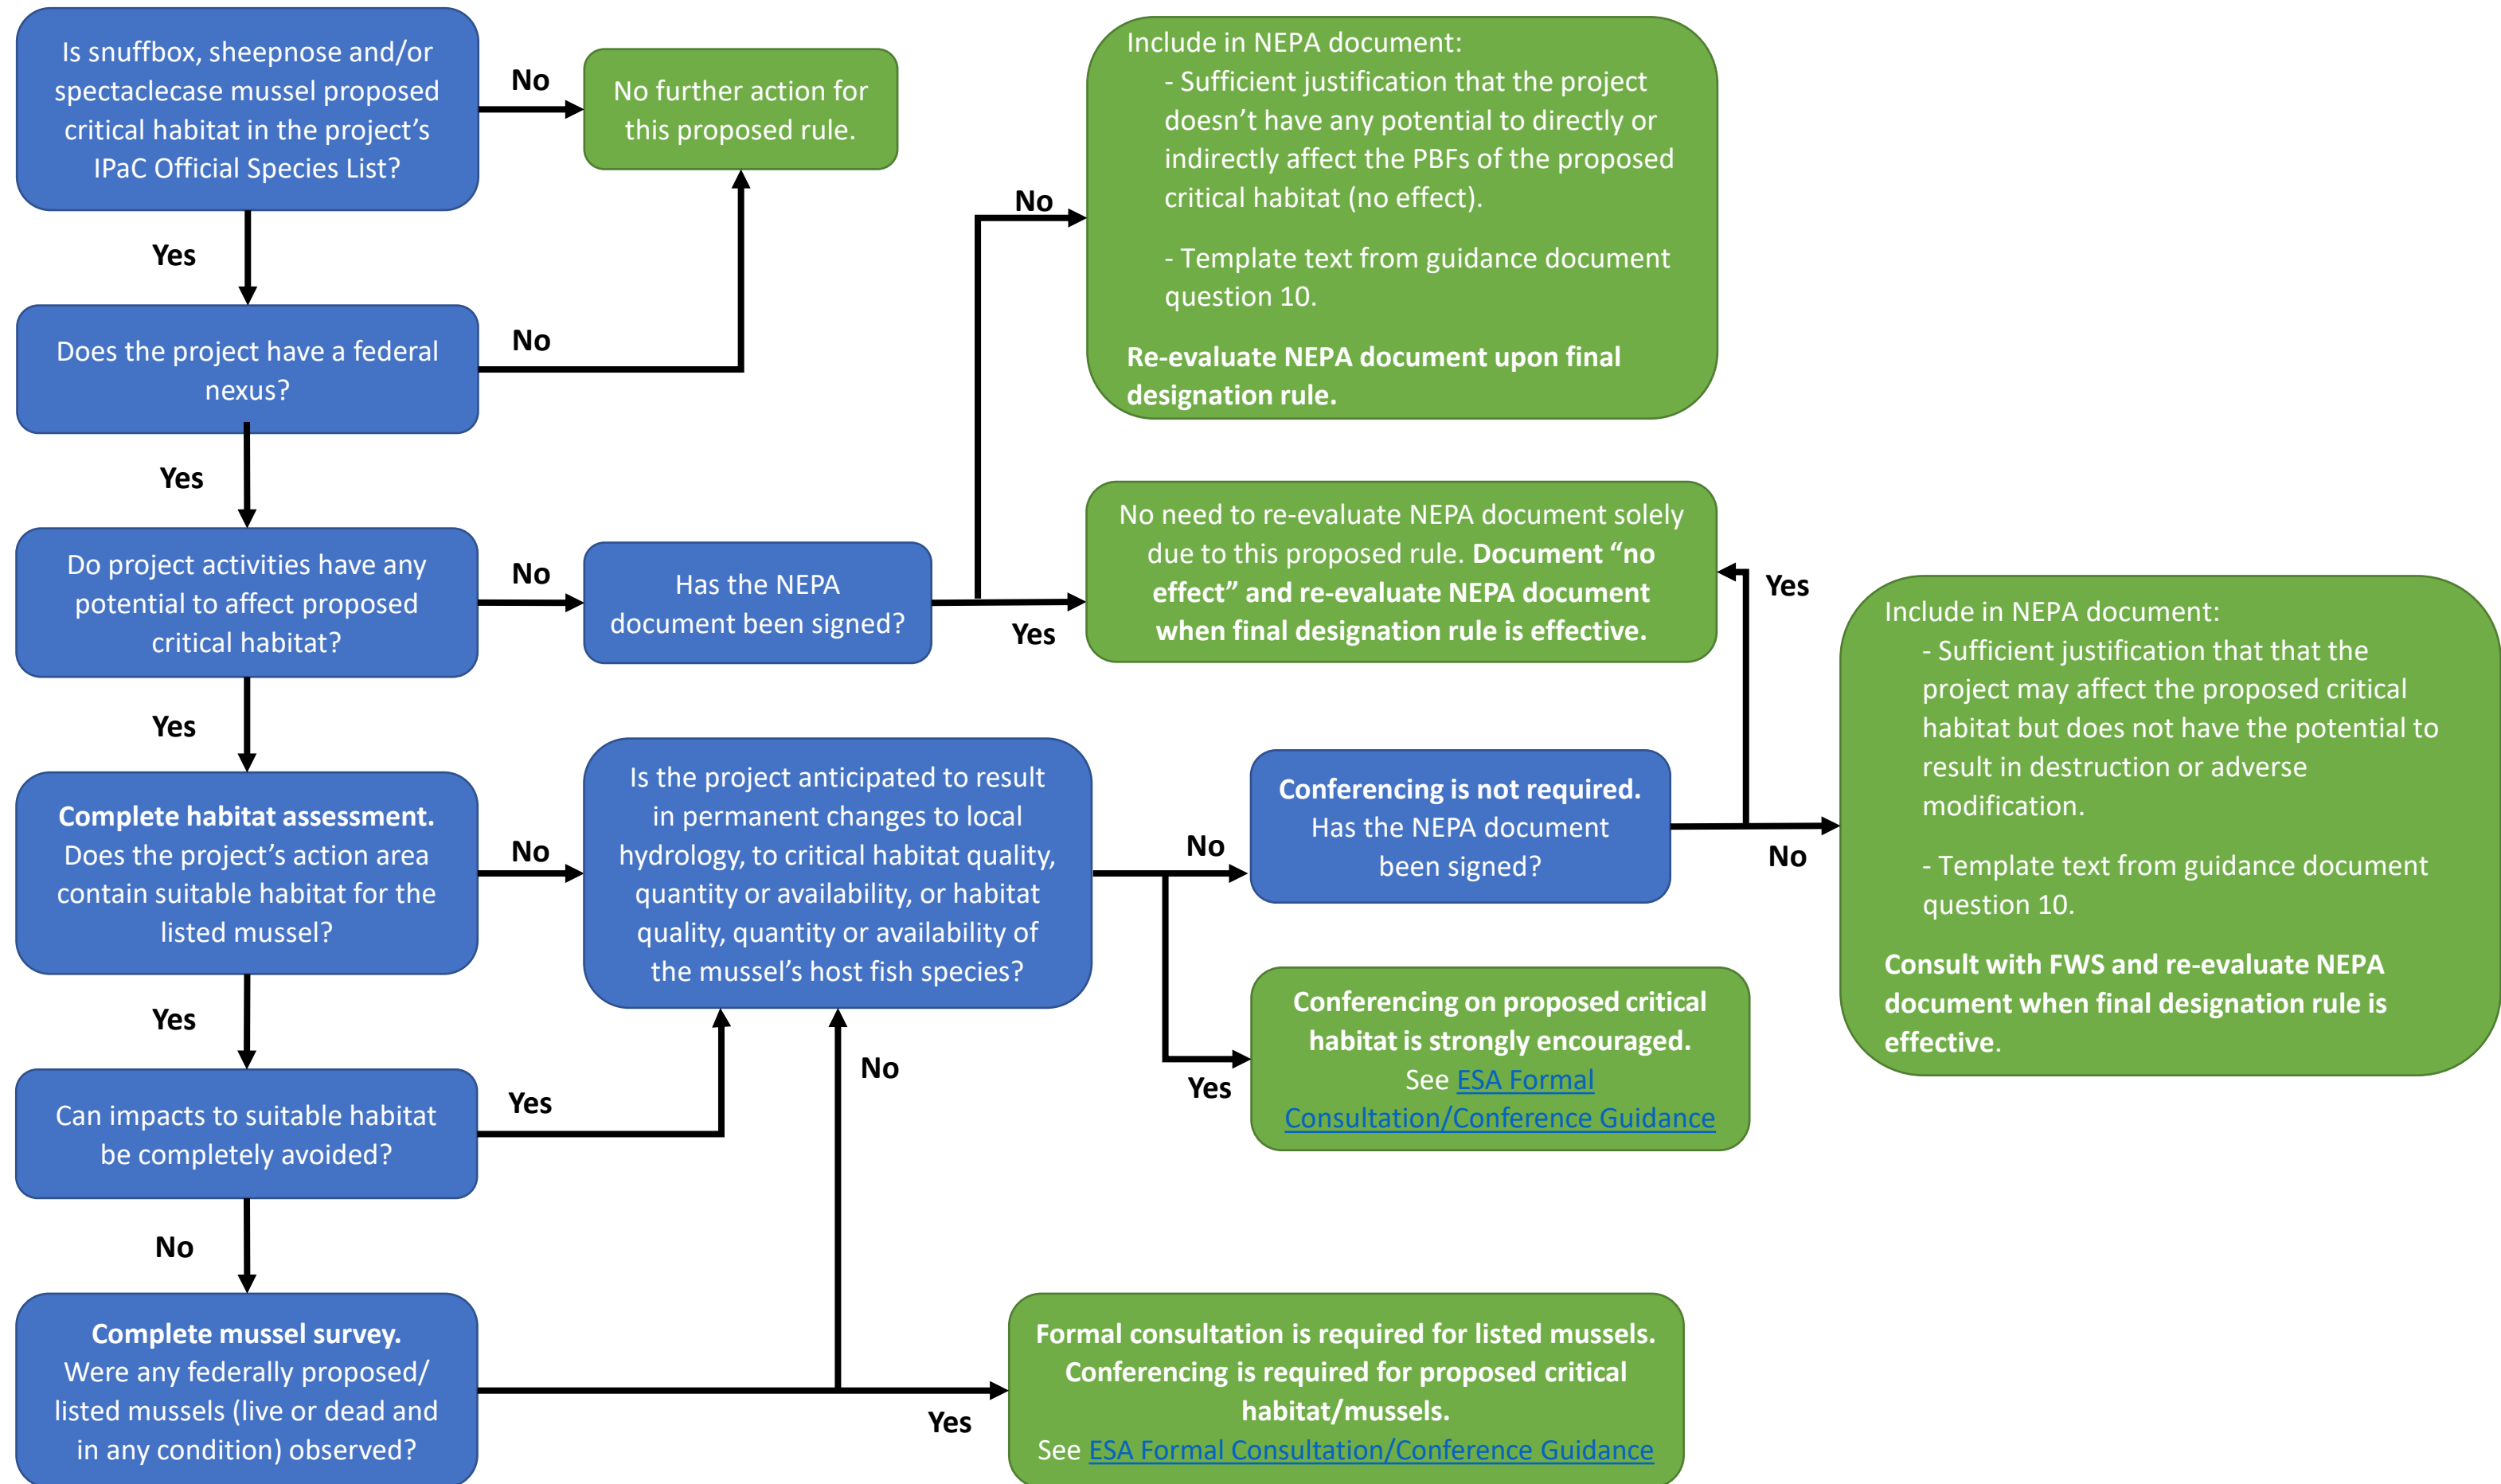 Is snuffbox, sheepnose and/or
spectaclecase mussel proposed
critical habitat in the project’s
IPaC Official Species List?
No
No further action for
this proposed rule.
Yes
Does the project have a federal
nexus?
No
Yes
Do project activities have any
potential to affect proposed
critical habitat?
No
Has the NEPA
document been signed?
No
Include in NEPA document:
- Sufficient justification that the project
doesn’t have any potential to directly or
indirectly affect the PBFs of the proposed
critical habitat (no effect).
- Template text from guidance document
question 10.
Re-evaluate NEPA document upon final
designation rule.
Yes
No need to re-evaluate NEPA document solely
due to this proposed rule. Document “no
effect” and re-evaluate NEPA document
when final designation rule is effective.
Yes
Complete habitat assessment.
Does the project’s action area
contain suitable habitat for the
listed mussel?
No
Is the project anticipated to result
in permanent changes to local
hydrology, to critical habitat quality,
quantity or availability, or habitat
quality, quantity or availability of
the mussel’s host fish species?
No
Conferencing is not required.
Has the NEPA document
been signed?
Yes
No
Include in NEPA document:
- Sufficient justification that that the
project may affect the proposed critical
habitat but does not have the potential to
result in destruction or adverse
modification.
- Template text from guidance document
question 10.
Consult with FWS and re-evaluate NEPA
document when final designation rule is
effective.
Yes
Conferencing on proposed critical
habitat is strongly encouraged.
See ESA Formal
Consultation/Conference Guidance
Yes
Can impacts to suitable habitat
be completely avoided?
Yes
No
No
Complete mussel survey.
Were any federally proposed/
listed mussels (live or dead and
in any condition) observed?
Yes
Formal consultation is required for listed mussels.
Conferencing is required for proposed critical
habitat/mussels.
See ESA Formal Consultation/Conference Guidance